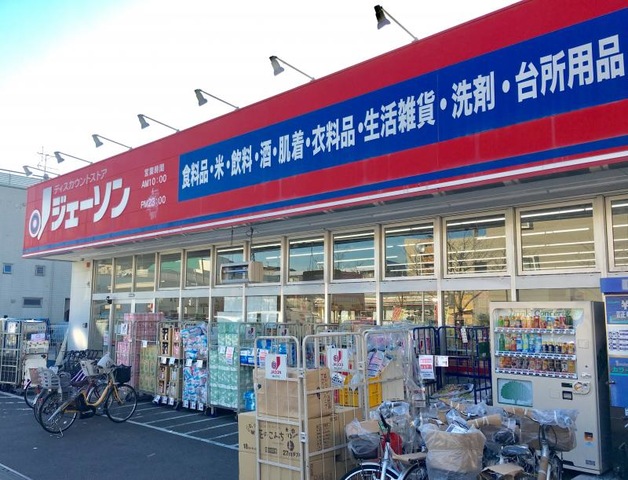 ディスカウントストア
ジェーソン
営業時間
AM10:00
PM20:00
食料品・米・飲料・酒・肌着・衣料品・生活雑貨・洗剤・台所用品